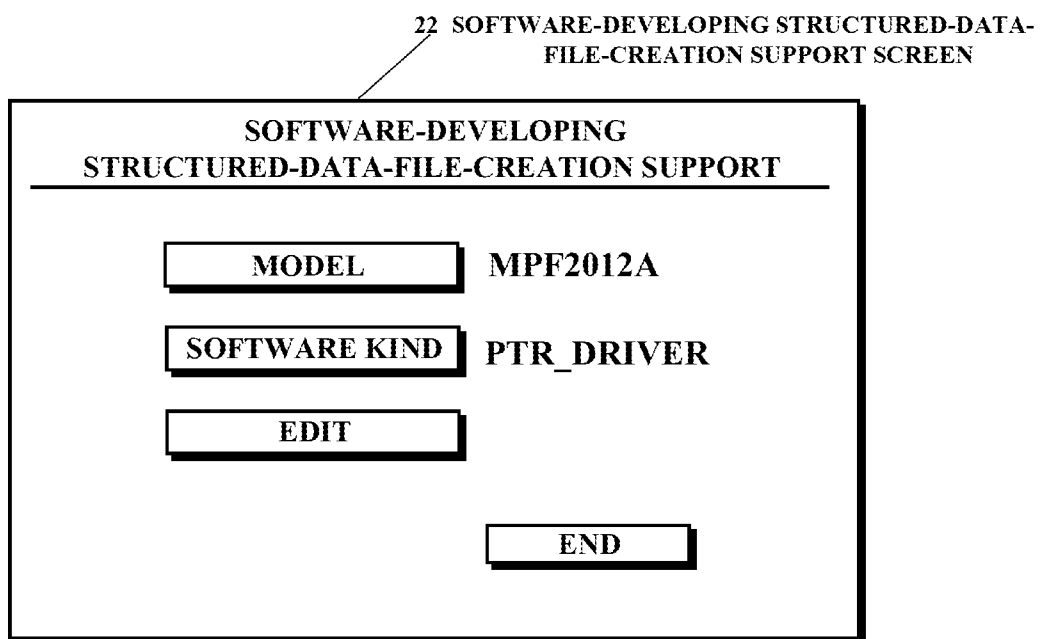 22 SOFTWARE-DEVELOPING STRUCTURED-DATA-
FILE-CREATION SUPPORT SCREEN
SOFTWARE-DEVELOPING
STRUCTURED-DATA-FILE-CREATION SUPPORT
MODEL MPF2012A
SOFTWARE KIND PTR_DRIVER
EDIT
END